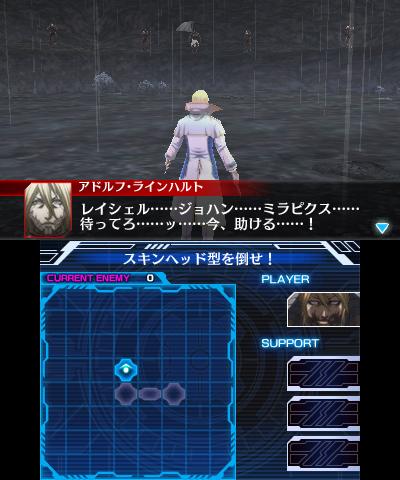 アドルフ・ラインハルト
レイシェル……ジョハン……ミラピクス……
待ってろ……ッ……今、助ける……！
スキンヘッド型を倒せ！
CURRENT ENEMY 0
PLAYER
SUPPORT